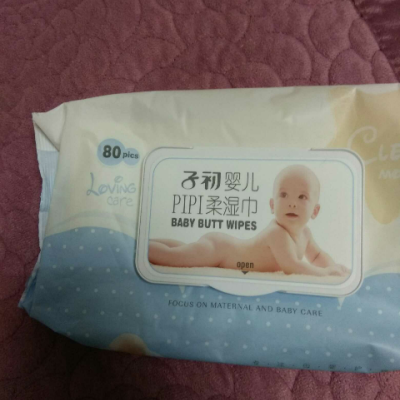 80 pics
Loving
care
子初婴儿
PIPI柔湿巾
BABY BUTT WIPES
open
FOCUS ON MATERNAL AND BABY CARE